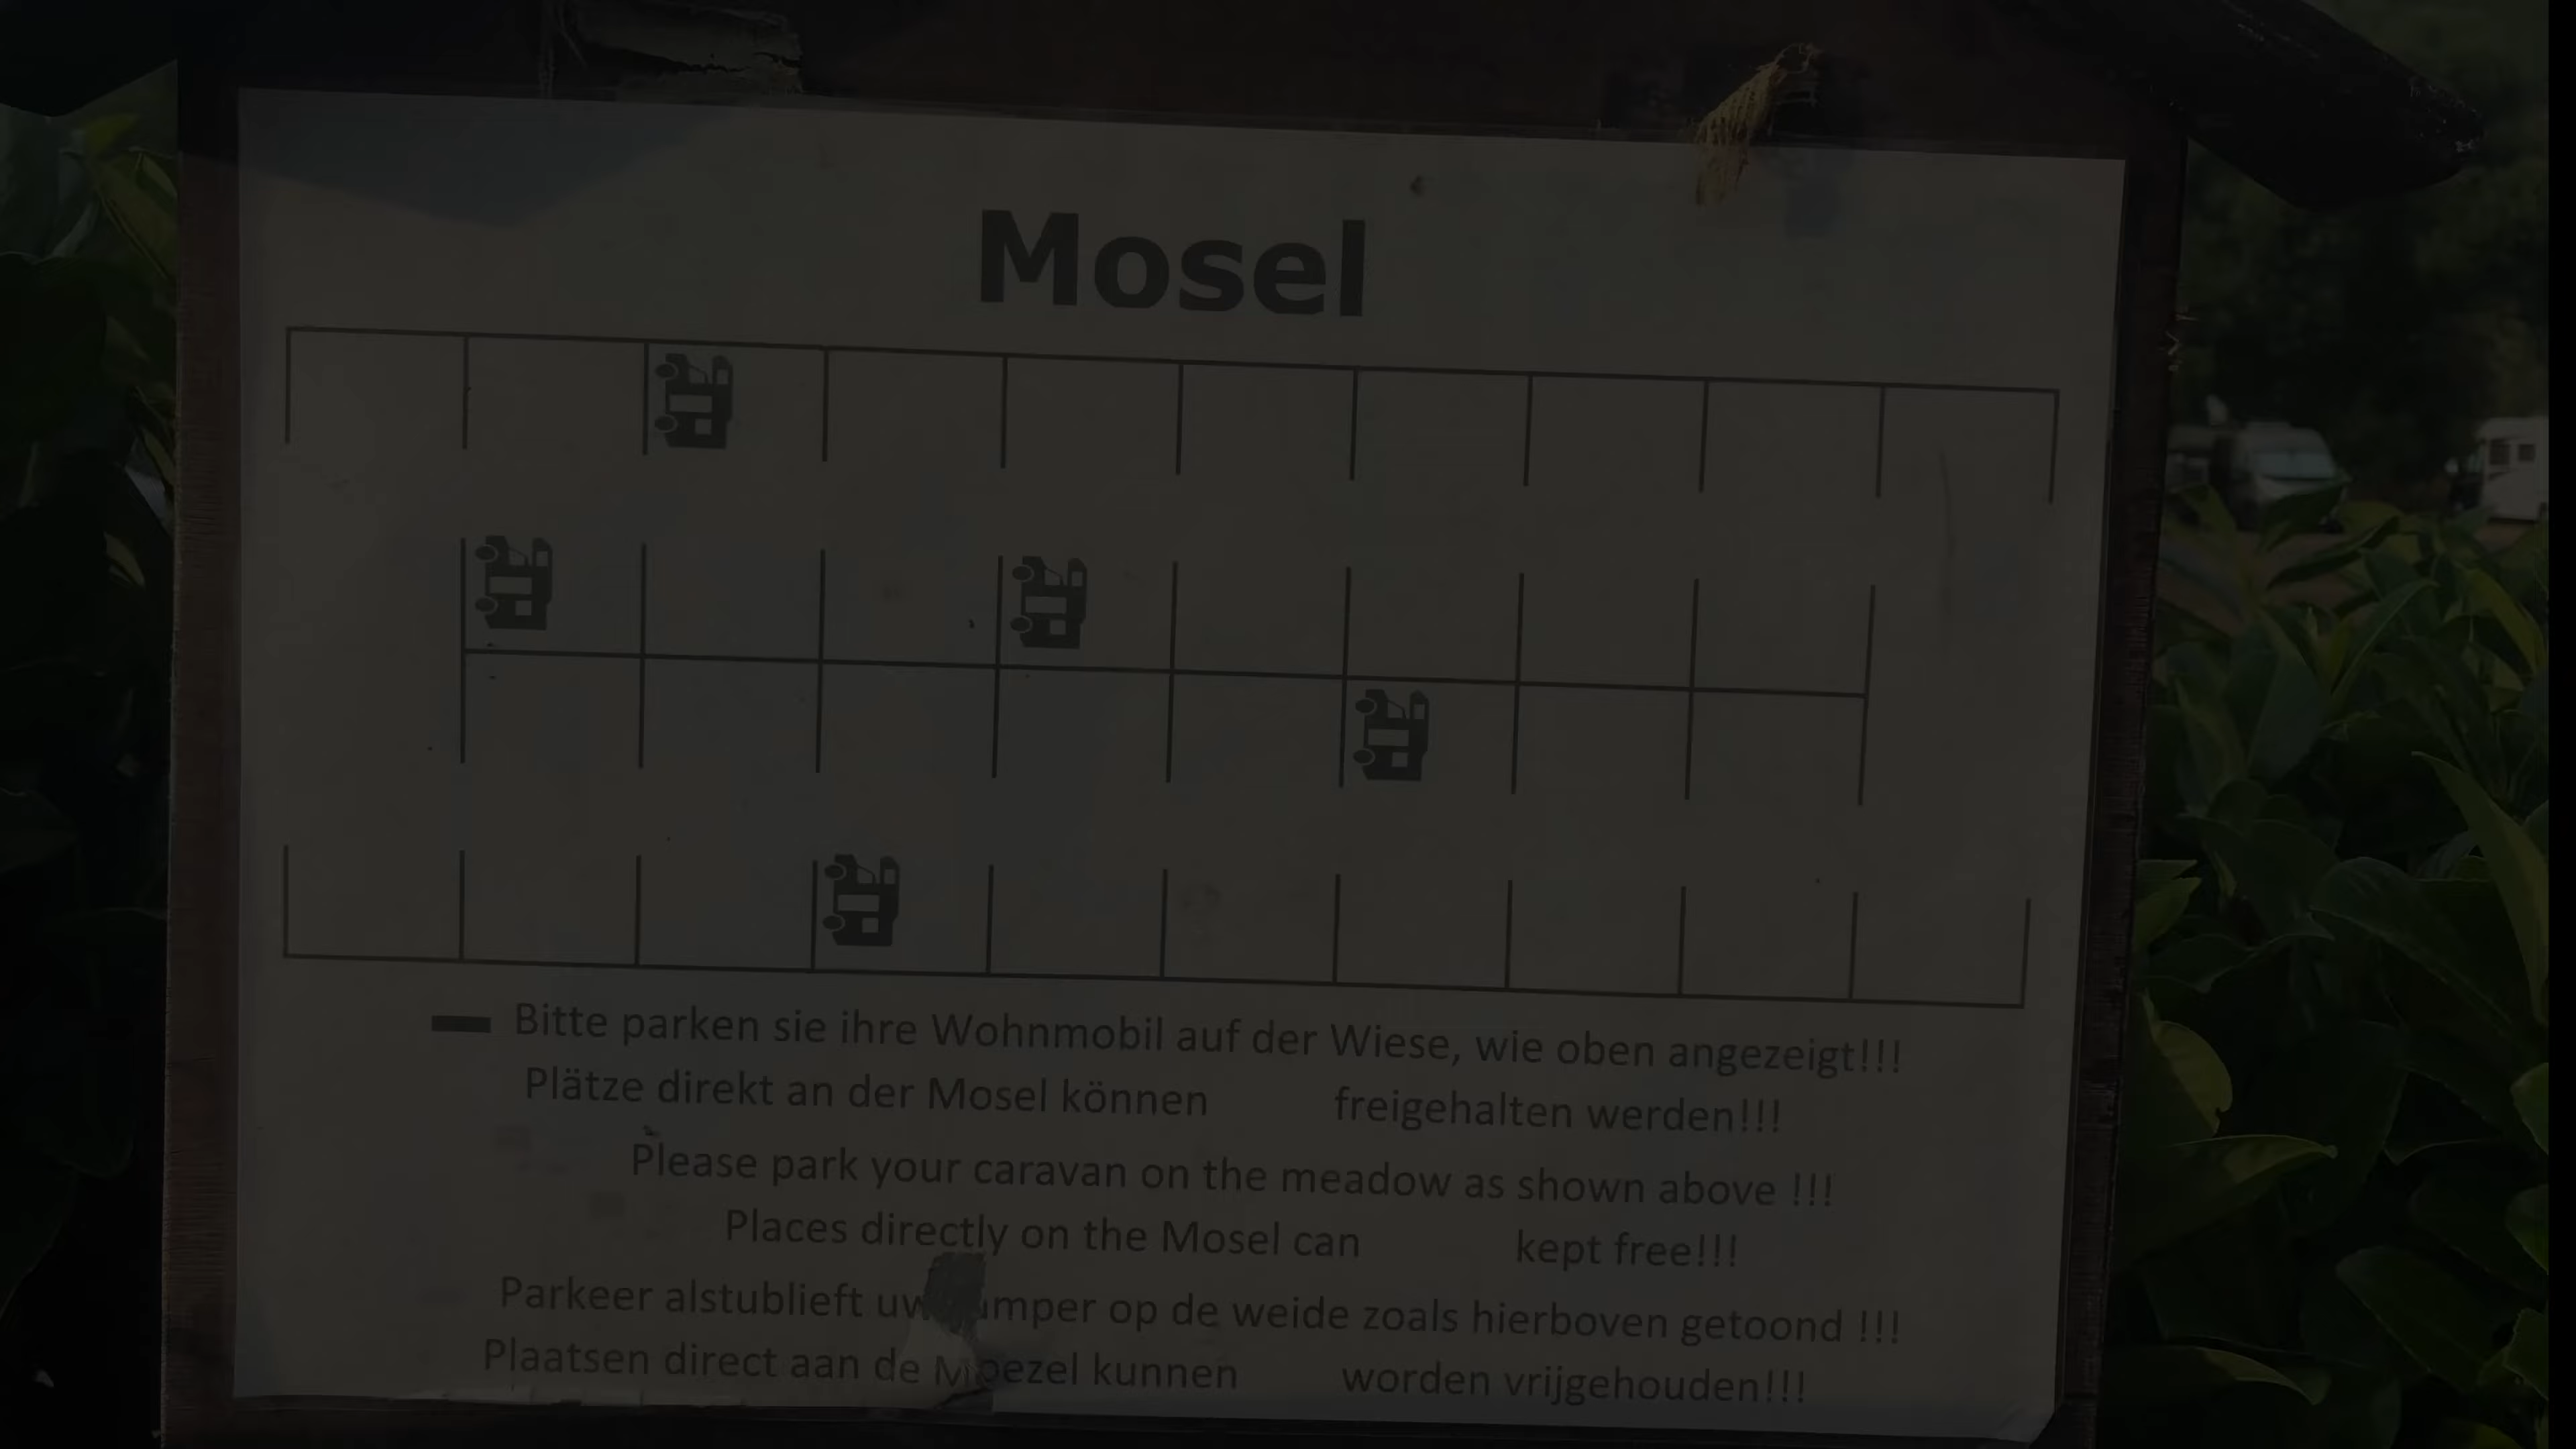 Mosel
Bitte parken sie ihre Wohnmobil auf der Wiese, wie oben angezeigt!!!
Plätze direkt an der Mosel können freigehalten werden!!!
Please park your caravan on the meadow as shown above !!!
Places directly on the Mosel can kept free!!!
Parkeer alstublieft op de weide zoals hierboven getoond !!!
Plaatsen direct aan de Moezel kunnen worden vrijgehouden!!!